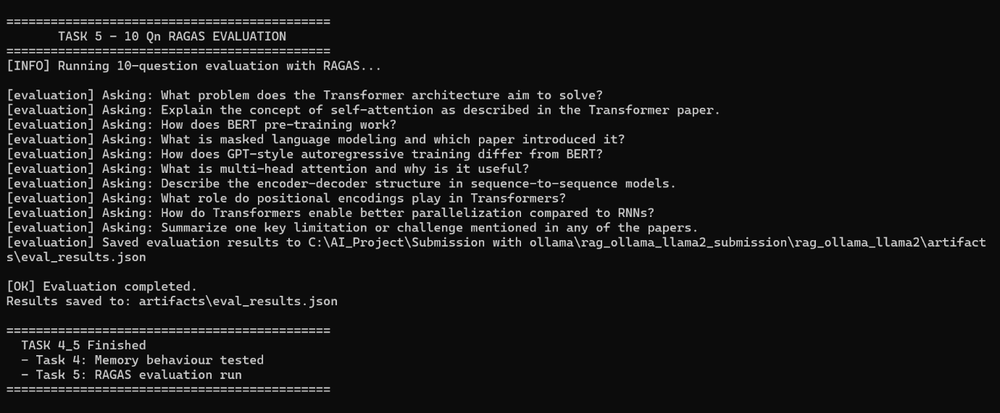 ============================================
TASK 5 - 10 Qn RAGAS EVALUATION
============================================
[INFO] Running 10-question evaluation with RAGAS...
[evaluation] Asking: What problem does the Transformer architecture aim to solve?
[evaluation] Asking: Explain the concept of self-attention as described in the Transformer paper.
[evaluation] Asking: How does BERT pre-training work?
[evaluation] Asking: What is masked language modeling and which paper introduced it?
[evaluation] Asking: How does GPT-style autoregressive training differ from BERT?
[evaluation] Asking: What is multi-head attention and why is it useful?
[evaluation] Asking: Describe the encoder-decoder structure in sequence-to-sequence models.
[evaluation] Asking: What role do positional encodings play in Transformers?
[evaluation] Asking: How do Transformers enable better parallelization compared to RNNs?
[evaluation] Asking: Summarize one key limitation or challenge mentioned in any of the papers.
[evaluation] Saved evaluation results to C:\AI_Project\Submission with ollama\rag_ollama_llama2_submission\rag_ollama_llama2\artifact
s\eval_results.json
[OK] Evaluation completed.
Results saved to: artifacts\eval_results.json
============================================
TASK 4_5 Finished
- Task 4: Memory behaviour tested
- Task 5: RAGAS evaluation run
============================================